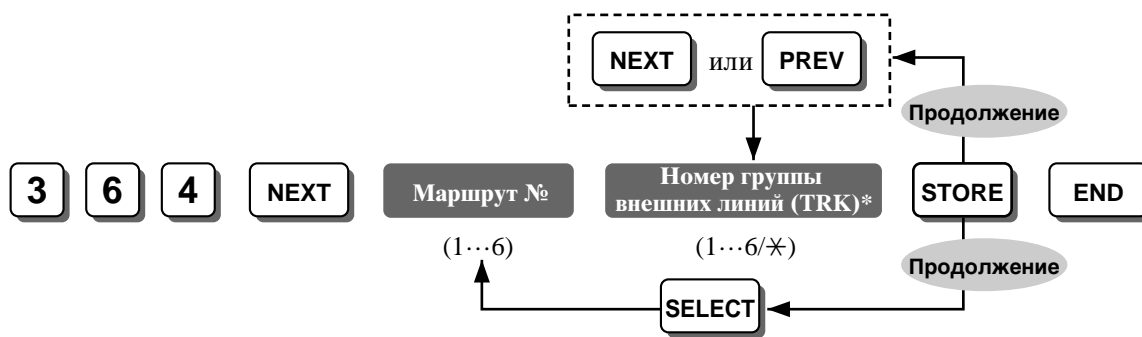 NEXT или PREV
Продолжение
3 6 4 NEXT Маршрут № Номер группы внешних линий (TRK)* STORE END
(1···6) (1···6/✳)
Продолжение
SELECT